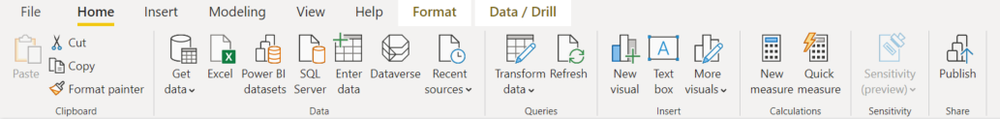 File Home Insert Modeling View Help Format Data / Drill
Cut
Copy
Format painter
Paste
Clipboard
Get data
Excel
Power BI datasets
SQL Server
Enter data
Dataverse
Recent sources
Data
Transform data
Refresh
Queries
New visual
Text box
More visuals
Insert
New measure
Quick measure
Calculations
Sensitivity (preview)
Sensitivity
Publish
Share